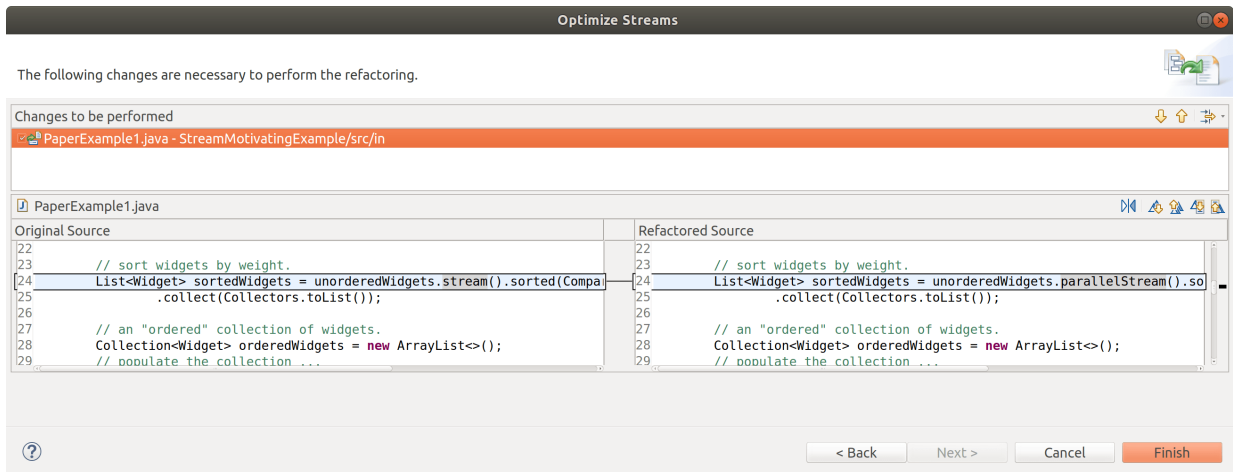 Optimize Streams
The following changes are necessary to perform the refactoring.
Changes to be performed
PaperExample1.java - StreamMotivatingExample/src/in
PaperExample1.java
Original Source
22
23 // sort widgets by weight.
24 List<Widget> sortedWidgets = unorderedWidgets.stream().sorted(Compar
25 .collect(Collectors.toList());
26
27 // an "ordered" collection of widgets.
28 Collection<Widget> orderedWidgets = new ArrayList<>();
29 // populate the collection ...
Refactored Source
22
23 // sort widgets by weight.
24 List<Widget> sortedWidgets = unorderedWidgets.parallelStream().so
25 .collect(Collectors.toList());
26
27 // an "ordered" collection of widgets.
28 Collection<Widget> orderedWidgets = new ArrayList<>();
29 // populate the collection ...
?
< Back Next > Cancel Finish